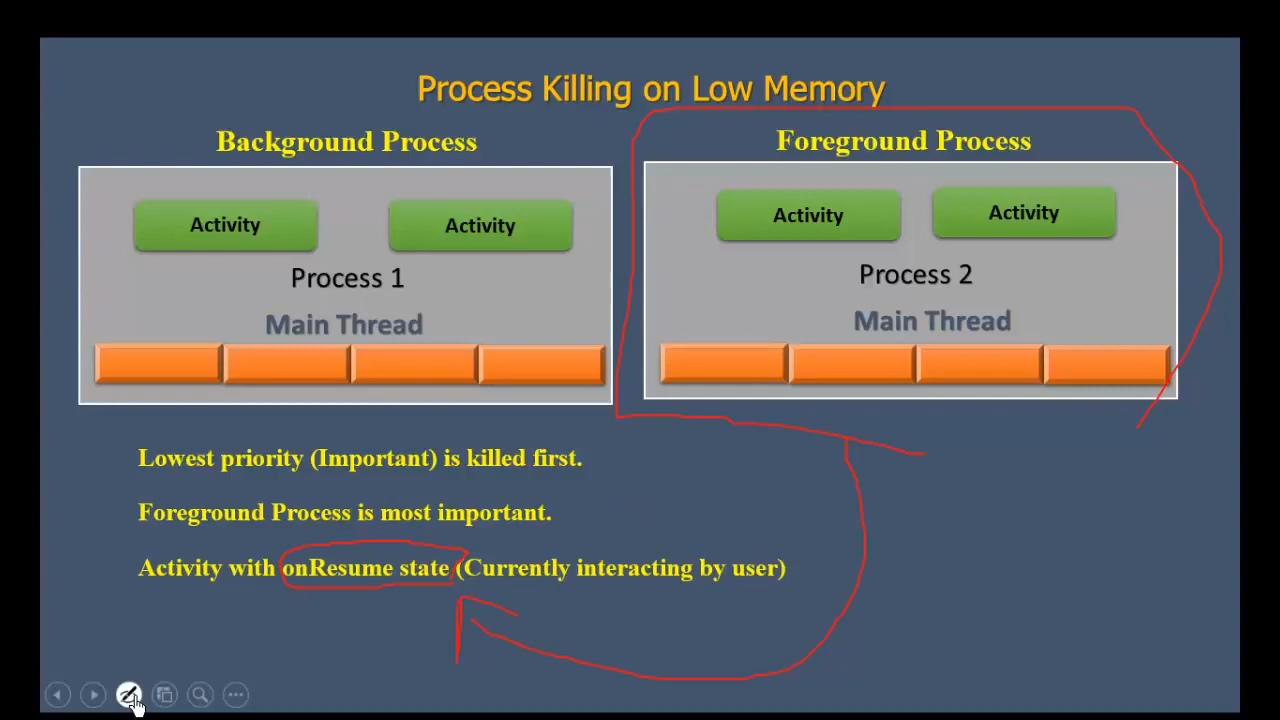 Process Killing on Low Memory
Background Process
Activity Activity
Process 1
Main Thread
Foreground Process
Activity Activity
Process 2
Main Thread
Lowest priority (Important) is killed first.
Foreground Process is most important.
Activity with onResume state (Currently interacting by user)